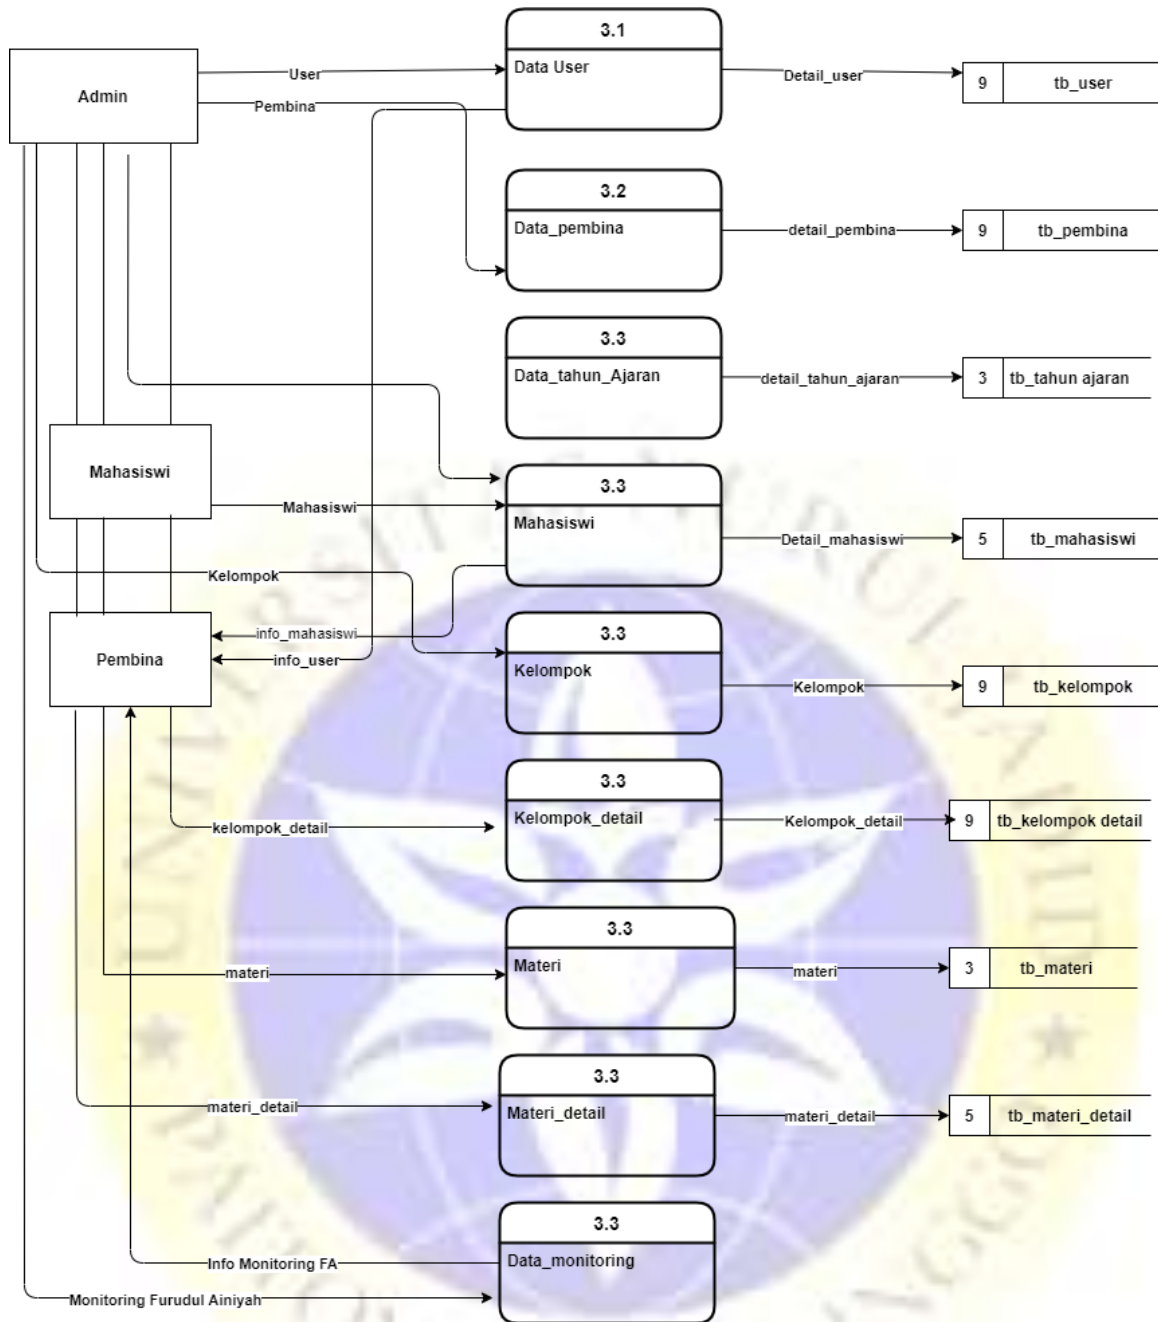 3.1
Admin
User
Data User
Detail_user
9 tb_user
Pembina
3.2
Data_pembina
detail_pembina
9 tb_pembina
3.3
Data_tahun_Ajaran
detail_tahun_ajaran
3 tb_tahun ajaran
Mahasiswi
3.3
Mahasiswi
Mahasiswi
Detail_mahasiswi
5 tb_mahasiswi
Kelompok
3.3
info_mahasiswi
Pembina
info_user
Kelompok
Kelompok
9 tb_kelompok
3.3
kelompok_detail
Kelompok_detail
Kelompok_detail
9 tb_kelompok detail
3.3
materi
Materi
materi
3 tb_materi
3.3
materi_detail
Materi_detail
materi_detail
5 tb_materi_detail
3.3
Info Monitoring FA
Data_monitoring
Monitoring Furudul Ainiyah
UNIVERSITAS NURUL JADID